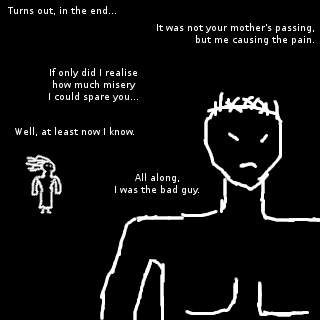 Turns out, in the end...
It was not your mother's passing,
but me causing the pain.
If only did I realise
how much misery
I could spare you...
Well, at least now I know.
All along,
I was the bad guy.